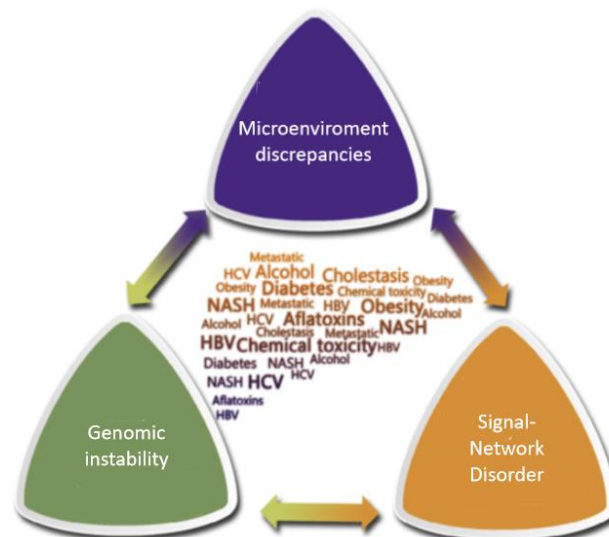 Microenviroment
discrepancies
Metastatic
HCV Alcohol Cholestasis Obesity
Obesity Diabetes Chemical toxicity Diabetes
NASH Metastatic HBV Obesity Alcohol
Alcohol HCV Aflatoxins NASH
Cholestasis Metastatic
HBV Chemical toxicity HBV
Diabetes NASH Alcohol
NASH HCV HCV
Aflatoxins
HBV
Genomic
instability
Signal-
Network
Disorder